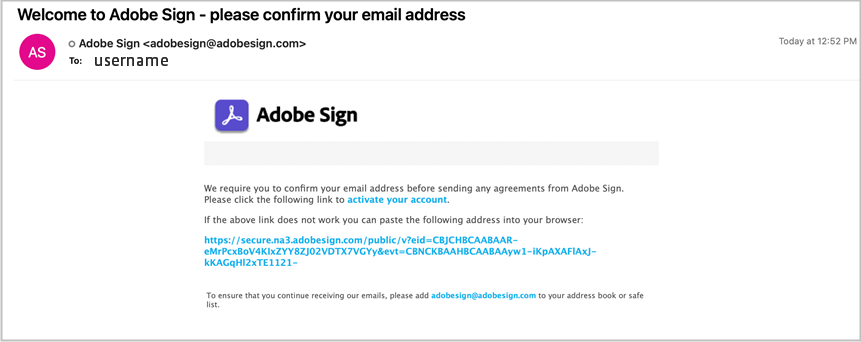 Welcome to Adobe Sign - please confirm your email address
AS
Adobe Sign <adobesign@adobesign.com>
Today at 12:52 PM
To: username
Adobe Sign
We require you to confirm your email address before sending any agreements from Adobe Sign.
Please click the following link to activate your account.
If the above link does not work you can paste the following address into your browser:
https://secure.na3.adobesign.com/public/v?eid=CBJCHBCAABAAR-
eMrPcxBoV4KIxZYY8ZJ02VDTX7VGYy&evt=CBNCKBAAHBCAABAAyw1-iKpAXAFlAxJ-
kKAGqHl2xTE1121-
To ensure that you continue receiving our emails, please add adobesign@adobesign.com to your address book or safe
list.